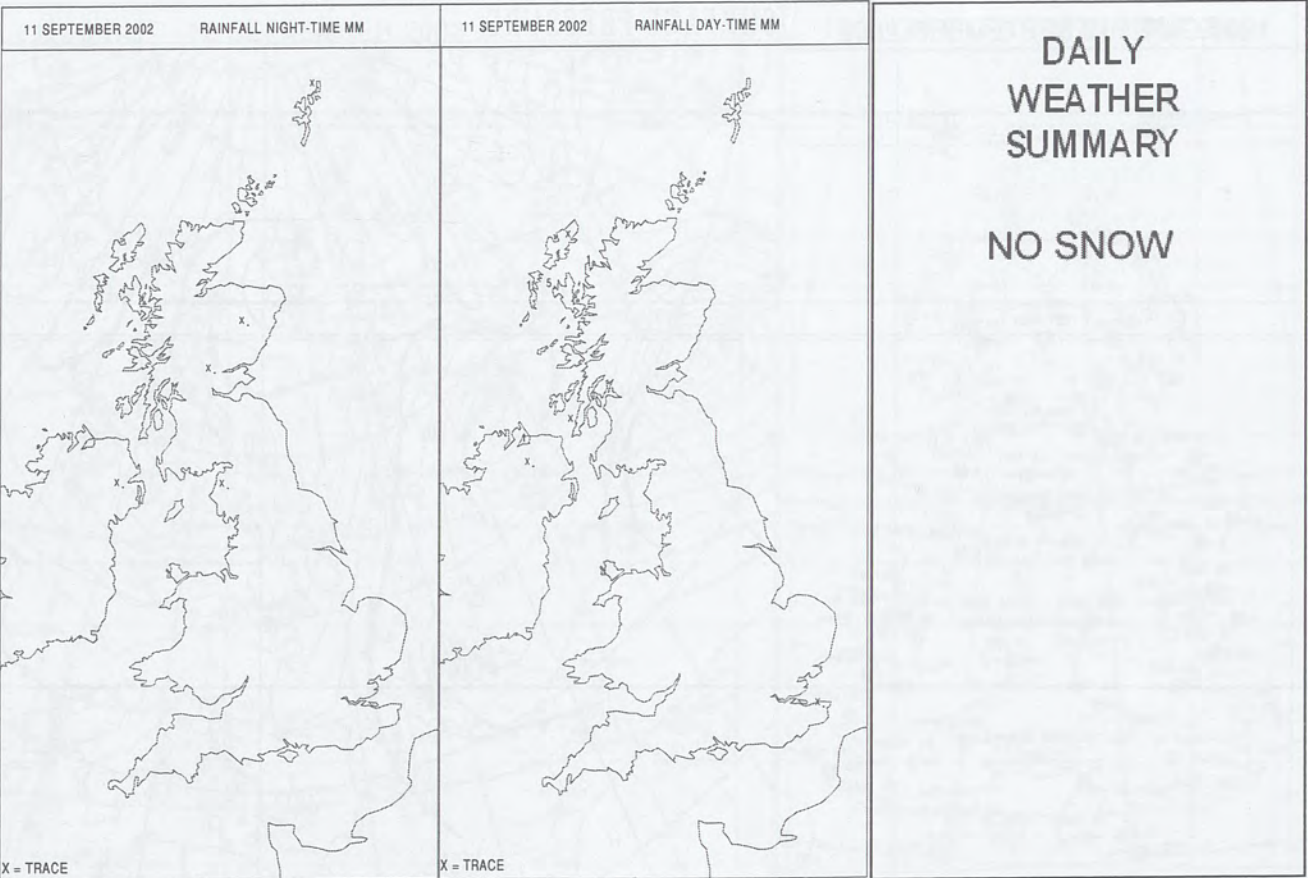 11 SEPTEMBER 2002 RAINFALL NIGHT-TIME MM
X
X.
X.
X.
X.
X = TRACE
11 SEPTEMBER 2002 RAINFALL DAY-TIME MM
5
X
X.
X
X = TRACE
DAILY
WEATHER
SUMMARY
NO SNOW